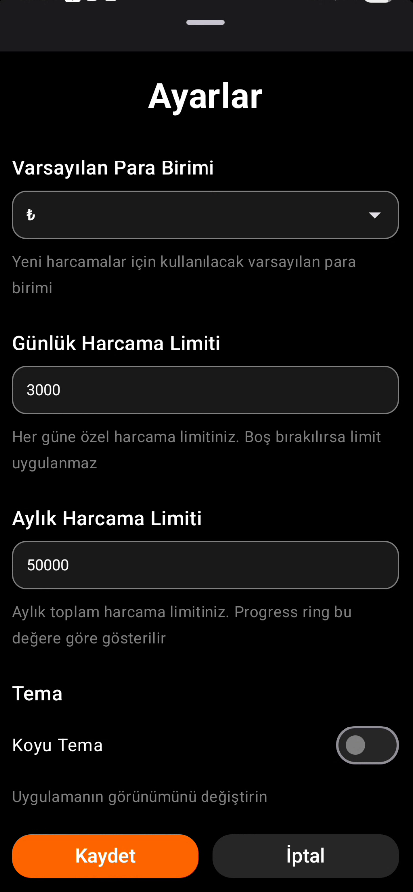 Ayarlar
Varsayılan Para Birimi
₺
Yeni harcamalar için kullanılacak varsayılan para
birimi
Günlük Harcama Limiti
3000
Her güne özel harcama limitiniz. Boş bırakılırsa limit
uygulanmaz
Aylık Harcama Limiti
50000
Aylık toplam harcama limitiniz. Progress ring bu
değere göre gösterilir
Tema
Koyu Tema
Uygulamanın görünümünü değiştirin
Kaydet
İptal